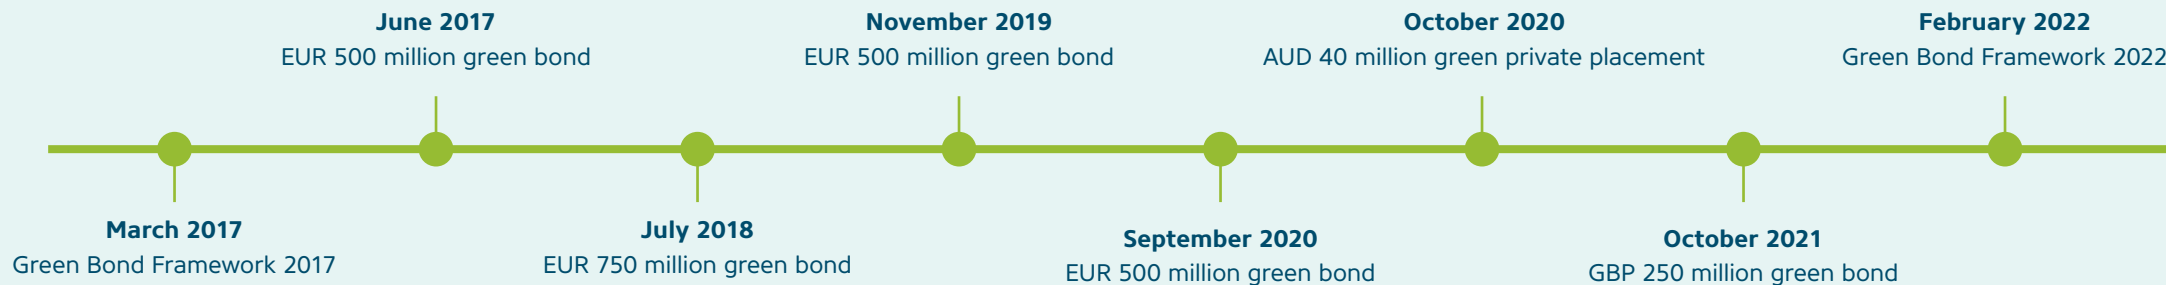 March 2017
Green Bond Framework 2017
June 2017
EUR 500 million green bond
July 2018
EUR 750 million green bond
November 2019
EUR 500 million green bond
September 2020
EUR 500 million green bond
October 2020
AUD 40 million green private placement
October 2021
GBP 250 million green bond
February 2022
Green Bond Framework 2022